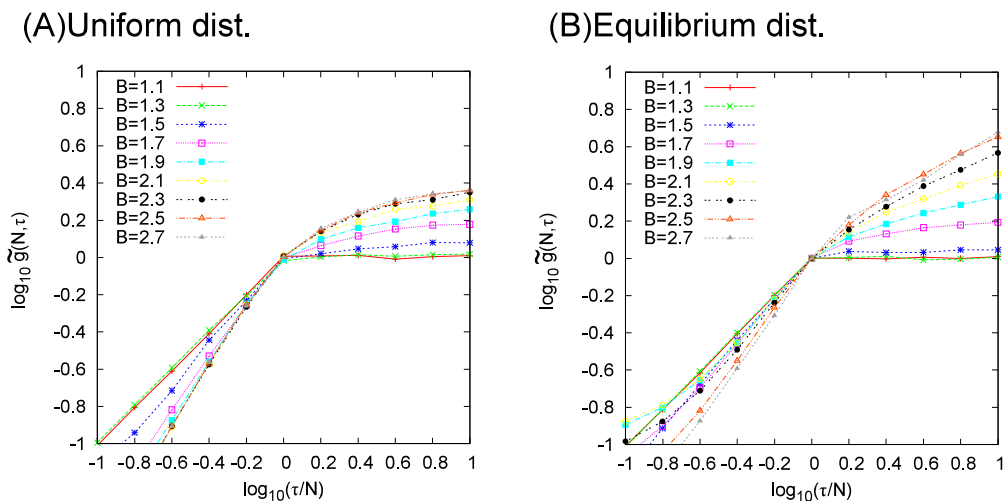 (A)Uniform dist.
1
0.8
0.6
0.4
0.2
0
-0.2
-0.4
-0.6
-0.8
-1
log10 g̃(N,τ)
B=1.1
B=1.3
B=1.5
B=1.7
B=1.9
B=2.1
B=2.3
B=2.5
B=2.7
-1 -0.8 -0.6 -0.4 -0.2 0 0.2 0.4 0.6 0.8 1
log10(τ/N)
(B)Equilibrium dist.
1
0.8
0.6
0.4
0.2
0
-0.2
-0.4
-0.6
-0.8
-1
log10 g̃(N,τ)
B=1.1
B=1.3
B=1.5
B=1.7
B=1.9
B=2.1
B=2.3
B=2.5
B=2.7
-1 -0.8 -0.6 -0.4 -0.2 0 0.2 0.4 0.6 0.8 1
log10(τ/N)